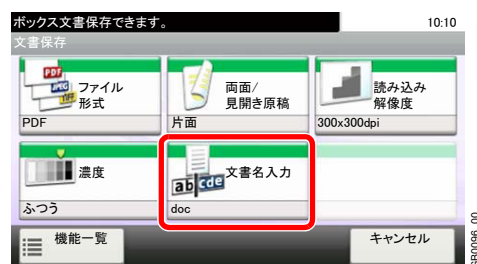 ボックス文書保存できます。
10:10
文書保存
PDF
JPEG
TIFF
ファイル
形式
PDF
両面/
見開き原稿
片面
読み込み
解像度
300x300dpi
濃度
ふつう
abcde
文書名入力
doc
機能一覧
キャンセル